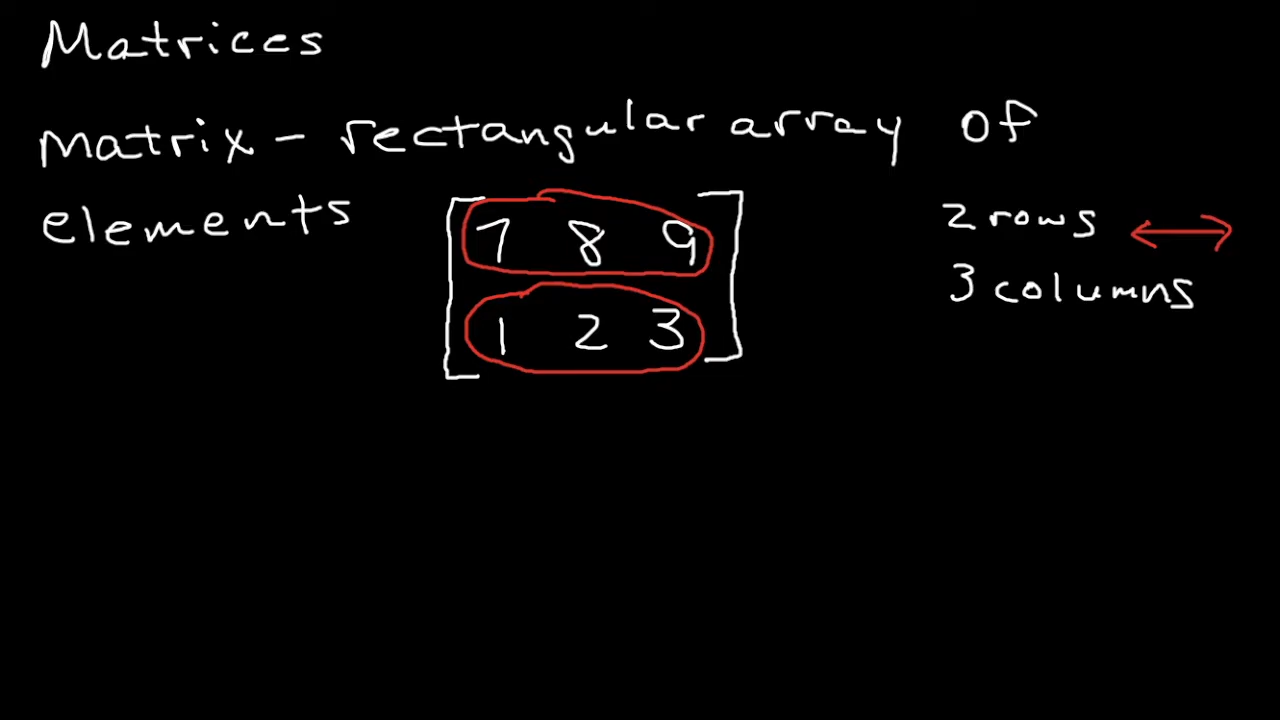 Matrices
matrix - rectangular array of
elements
7 8 9
1 2 3
2 rows
3 columns